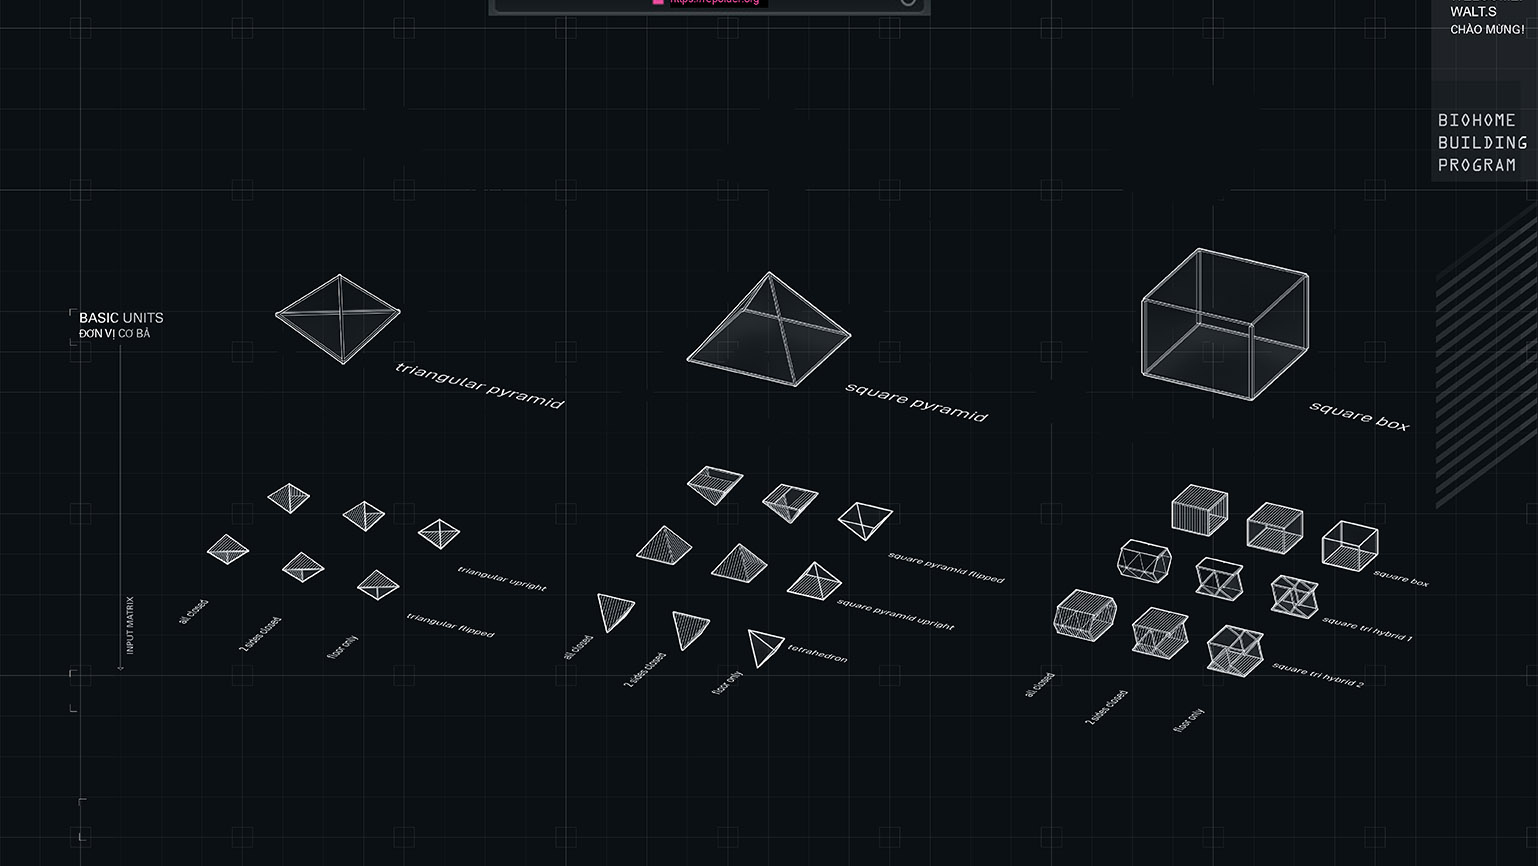 https://repolder.org
WALT.S
CHÀO MỪNG!
BIOHOME
BUILDING
PROGRAM
BASIC UNITS
ĐƠN VỊ CƠ BẢ
triangular pyramid
square pyramid
square box
INPUT MATRIX
triangular upright
triangular flipped
all closed
2 sides closed
floor only
square pyramid flipped
square pyramid upright
tetrahedron
all closed
2 sides closed
floor only
square box
square tri hybrid 1
square tri hybrid 2
all closed
2 sides closed
floor only